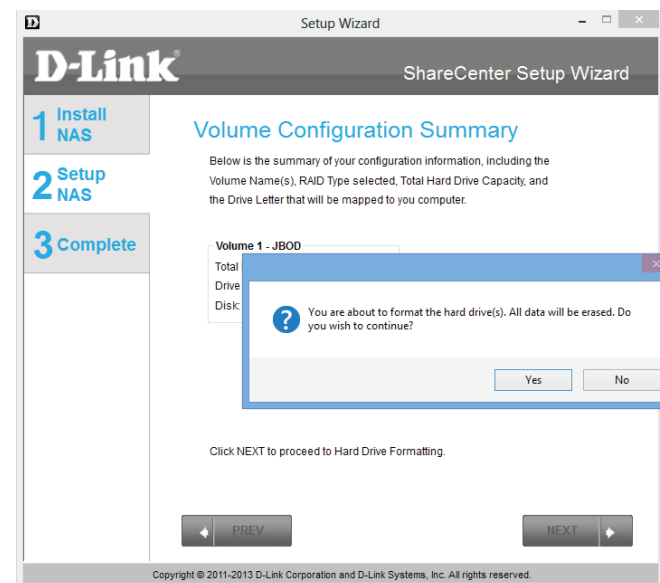 Setup Wizard
D-Link®
ShareCenter Setup Wizard
1 Install
NAS
2 Setup
NAS
3 Complete
Volume Configuration Summary
Below is the summary of your configuration information, including the
Volume Name(s), RAID Type selected, Total Hard Drive Capacity, and
the Drive Letter that will be mapped to you computer.
Volume 1 - JBOD
Total
Drive
Disk:
You are about to format the hard drive(s). All data will be erased. Do
you wish to continue?
Yes
No
Click NEXT to proceed to Hard Drive Formatting.
PREV
NEXT
Copyright © 2011-2013 D-Link Corporation and D-Link Systems, Inc. All rights reserved.